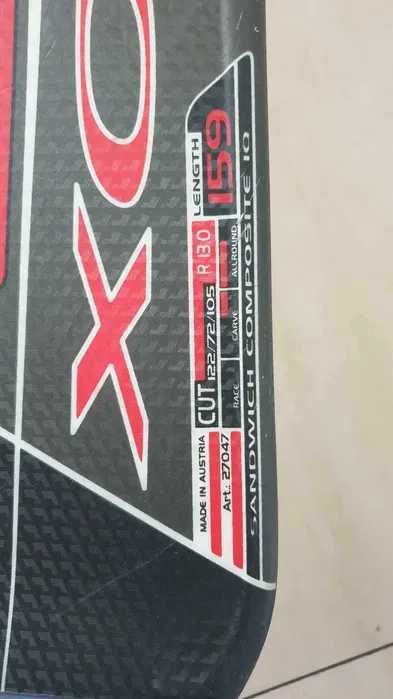 XO
LENGTH 159
CUT 122/72/105 R 13.0
RACE CARVE ALLROUND
MADE IN AUSTRIA
Art.: 27047
SANDWICH COMPOSITE 10